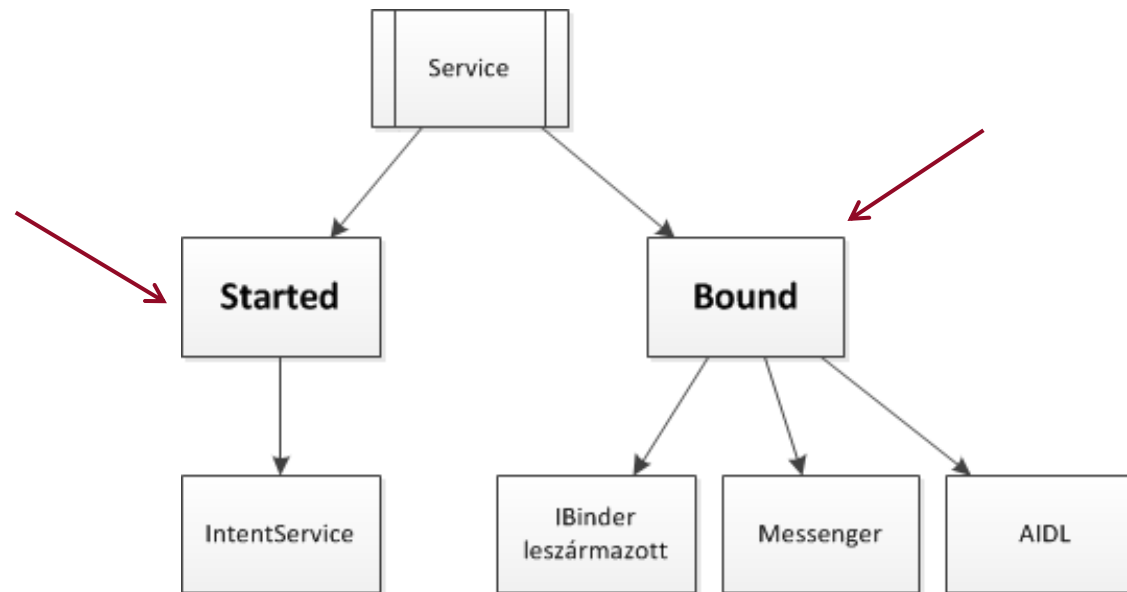 Service
Started
Bound
IntentService
IBinder
leszármazott
Messenger
AIDL